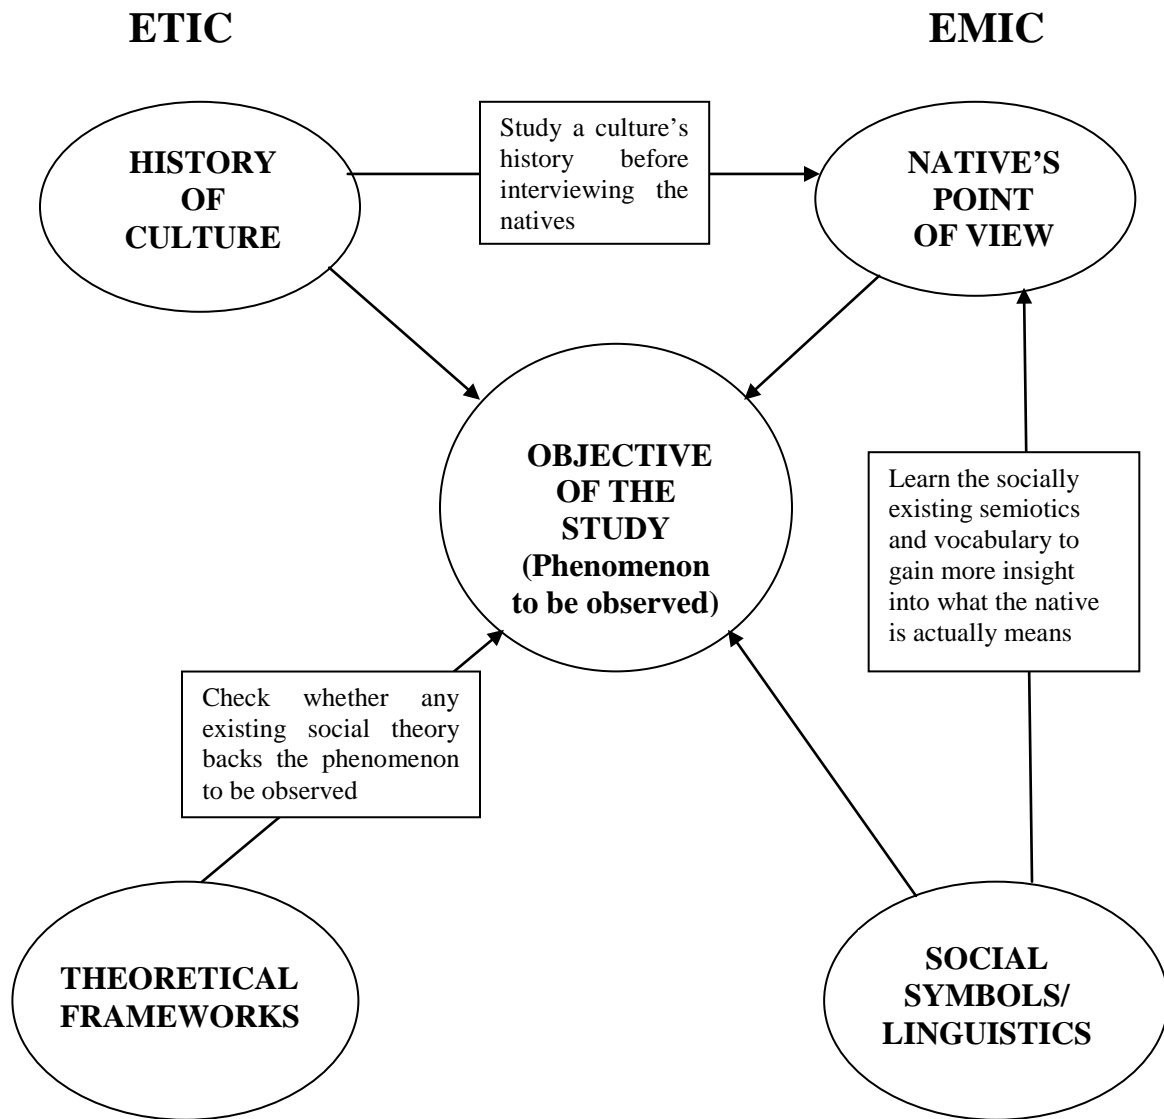 ETIC
EMIC
HISTORY
OF
CULTURE
Study a culture’s
history before
interviewing the
natives
NATIVE’S
POINT
OF VIEW
OBJECTIVE
OF THE
STUDY
(Phenomenon
to be observed)
Learn the socially
existing semiotics
and vocabulary to
gain more insight
into what the native
is actually means
Check whether any
existing social theory
backs the phenomenon
to be observed
THEORETICAL
FRAMEWORKS
SOCIAL
SYMBOLS/
LINGUISTICS